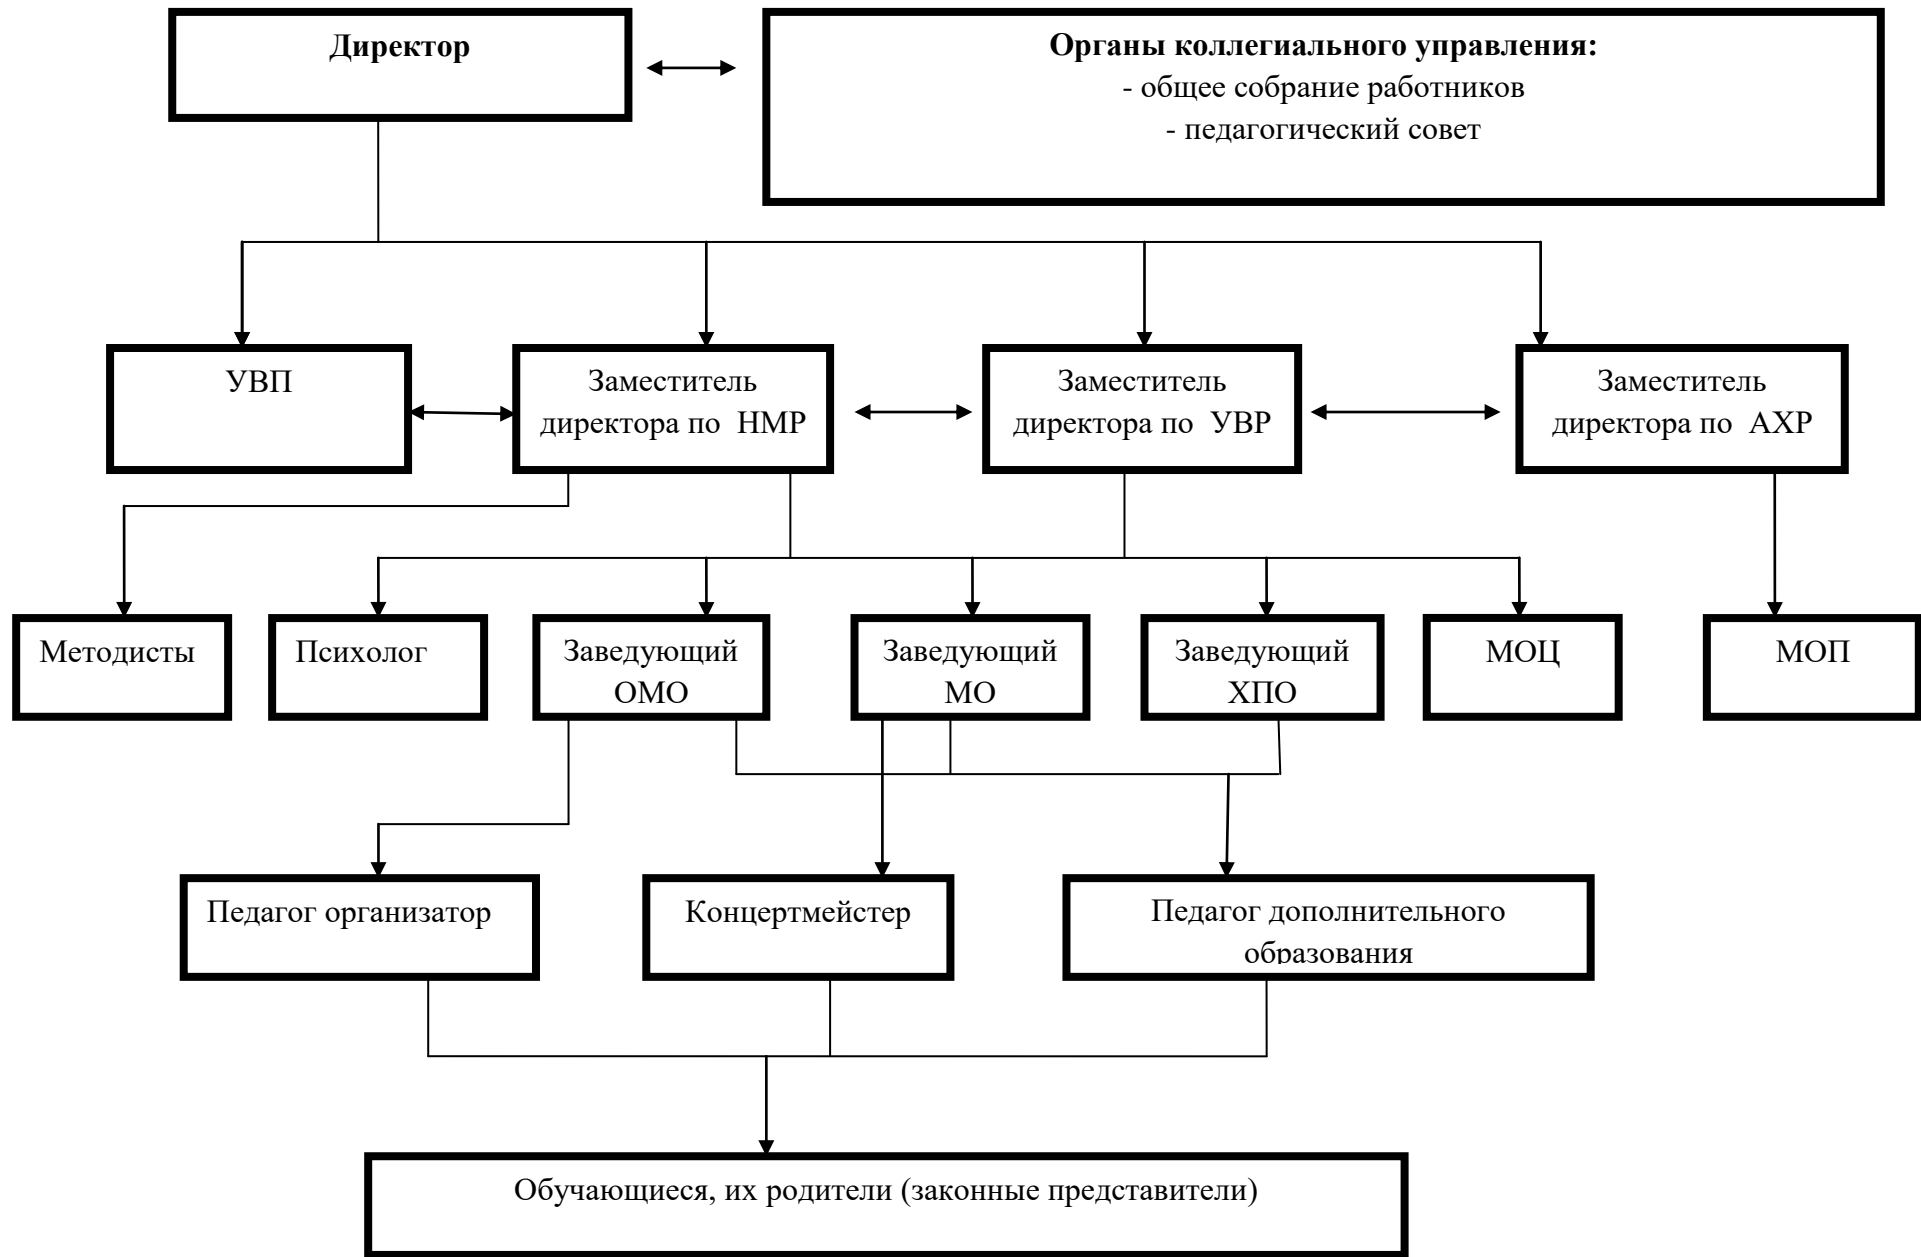 Директор
Органы коллегиального управления:
- общее собрание работников
- педагогический совет
УВП
Заместитель
директора по НМР
Заместитель
директора по УВР
Заместитель
директора по АХР
Методисты
Психолог
Заведующий
ОМО
Заведующий
МО
Заведующий
ХПО
МОЦ
МОП
Педагог организатор
Концертмейстер
Педагог дополнительного
образования
Обучающиеся, их родители (законные представители)